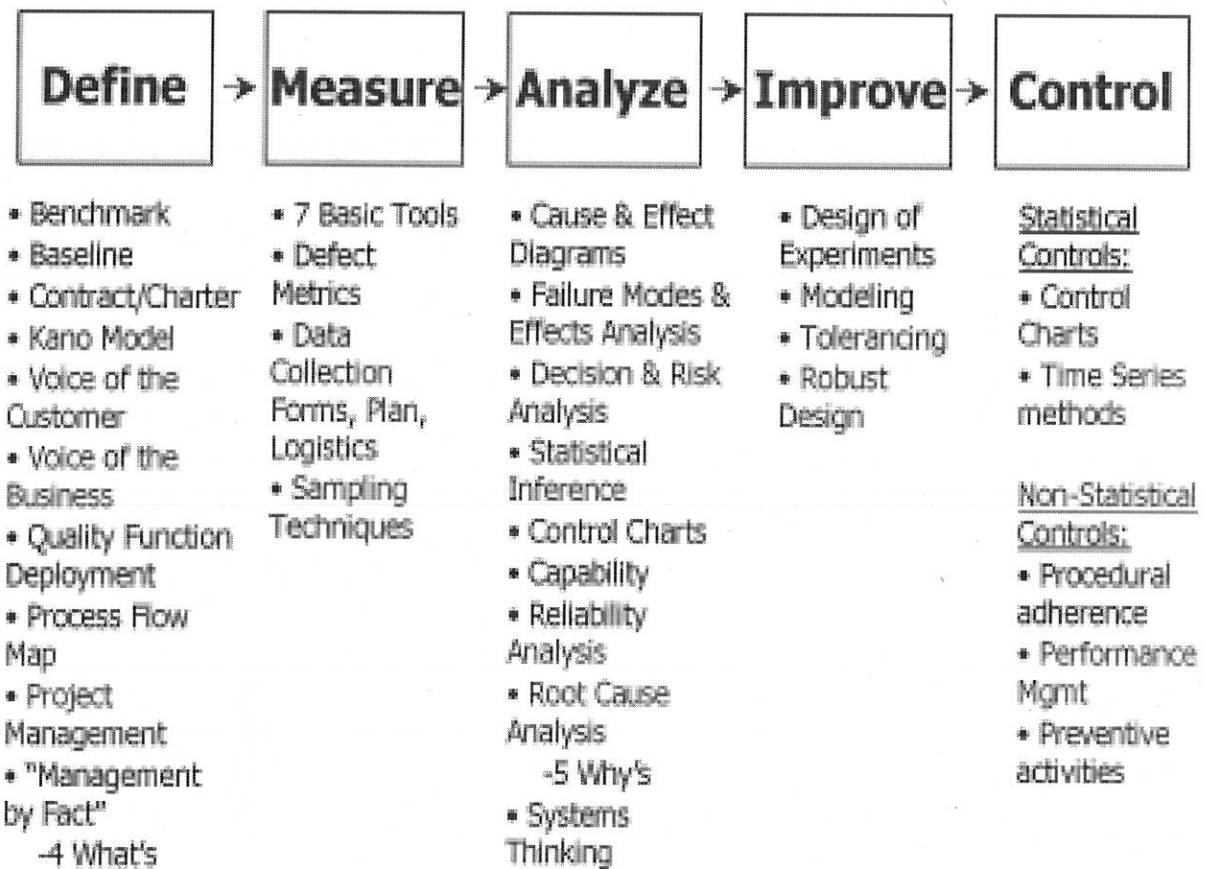 Define → Measure → Analyze → Improve → Control
• Benchmark
• Baseline
• Contract/Charter
• Kano Model
• Voice of the
Customer
• Voice of the
Business
• Quality Function
Deployment
• Process Flow
Map
• Project
Management
• "Management
by Fact"
-4 What's
• 7 Basic Tools
• Defect
Metrics
• Data
Collection
Forms, Plan,
Logistics
• Sampling
Techniques
• Cause & Effect
Diagrams
• Failure Modes &
Effects Analysis
• Decision & Risk
Analysis
• Statistical
Inference
• Control Charts
• Capability
• Reliability
Analysis
• Root Cause
Analysis
-5 Why's
• Systems
Thinking
• Design of
Experiments
• Modeling
• Tolerancing
• Robust
Design
Statistical
Controls:
• Control
Charts
• Time Series
methods
Non-Statistical
Controls:
• Procedural
adherence
• Performance
Mgmt
• Preventive
activities